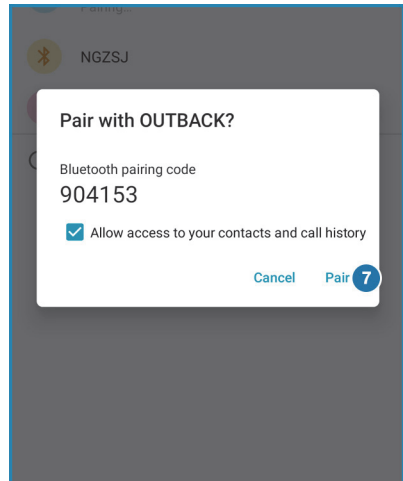 Pairing...
NGZSJ
Pair with OUTBACK?
Bluetooth pairing code
904153
Allow access to your contacts and call history
Cancel Pair 7